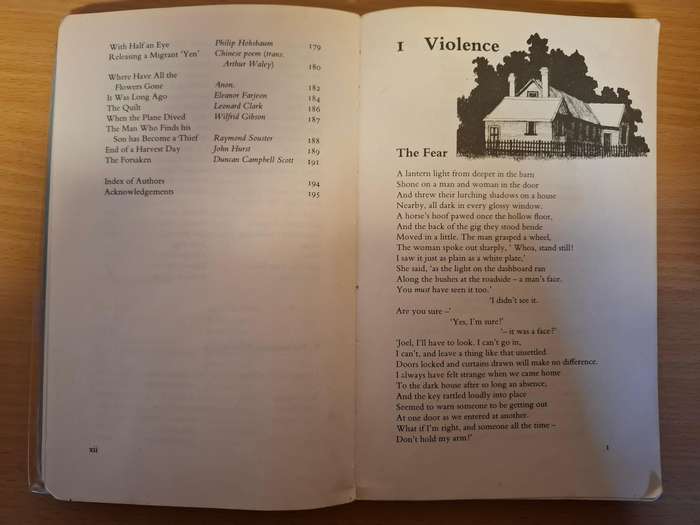 With Half an Eye Philip Hobsbaum 179
Releasing a Migrant 'Yen' Chinese poem (trans.
Arthur Waley) 180
Where Have All the
Flowers Gone Anon. 182
It Was Long Ago Eleanor Farjeon 184
The Quilt Leonard Clark 186
When the Plane Dived Wilfrid Gibson 187
The Man Who Finds his
Son has Become a Thief Raymond Souster 188
End of a Harvest Day John Hurst 189
The Forsaken Duncan Campbell Scott 191
Index of Authors 194
Acknowledgements 195
xii
1 Violence
The Fear
A lantern light from deeper in the barn
Shone on a man and woman in the door
And threw their lurching shadows on a house
Nearby, all dark in every glossy window.
A horse's hoof pawed once the hollow floor,
And the back of the gig they stood beside
Moved in a little. The man grasped a wheel,
The woman spoke out sharply, 'Whoa, stand still!
I saw it just as plain as a white plate,'
She said, 'as the light on the dashboard ran
Along the bushes at the roadside – a man's face.
You must have seen it too.'
'I didn't see it.
Are you sure –'
'Yes, I'm sure!'
'– it was a face?'
'Joel, I'll have to look. I can't go in,
I can't, and leave a thing like that unsettled.
Doors locked and curtains drawn will make no difference.
I always have felt strange when we came home
To the dark house after so long an absence,
And the key rattled loudly into place
Seemed to warn someone to be getting out
At one door as we entered at another.
What if I'm right, and someone all the time –
Don't hold my arm!'
1